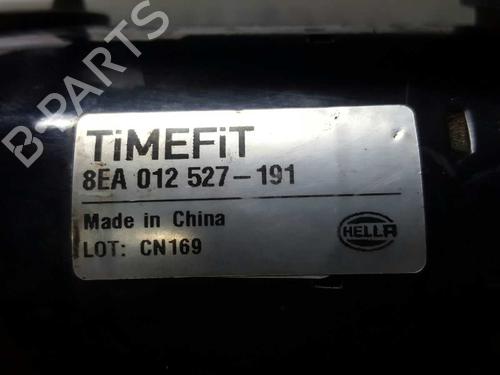 B-PARTS
TiMEFiT
8EA 012 527-191
Made in China
LOT: CN169
HELLA